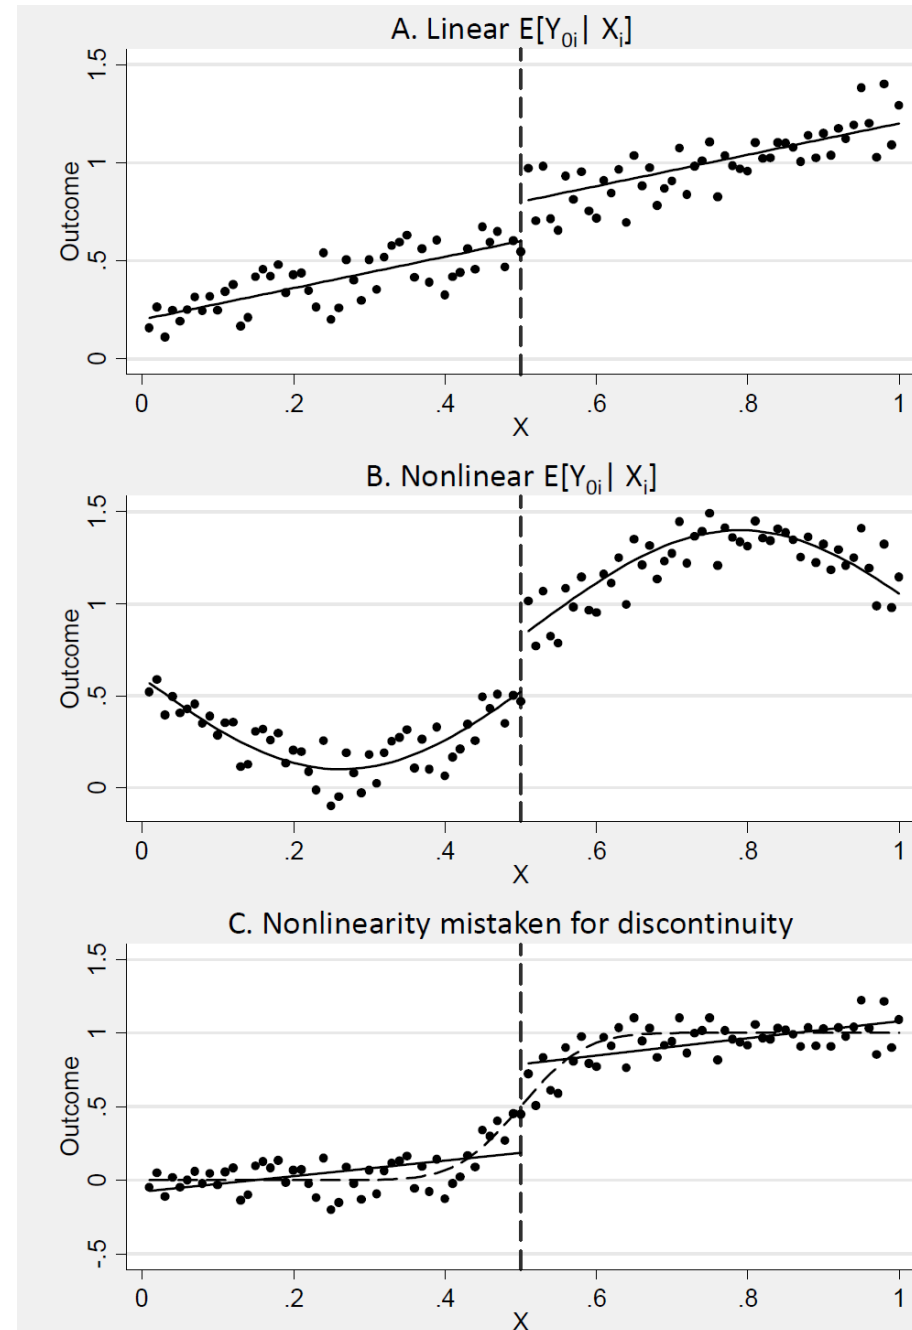 A. Linear E[Y0i| Xi]
1.5
1
.5
0
Outcome
0 .2 .4 .6 .8 1
X
B. Nonlinear E[Y0i| Xi]
1.5
1
.5
0
Outcome
0 .2 .4 .6 .8 1
X
C. Nonlinearity mistaken for discontinuity
1.5
1
.5
0
-.5
Outcome
0 .2 .4 .6 .8 1
X